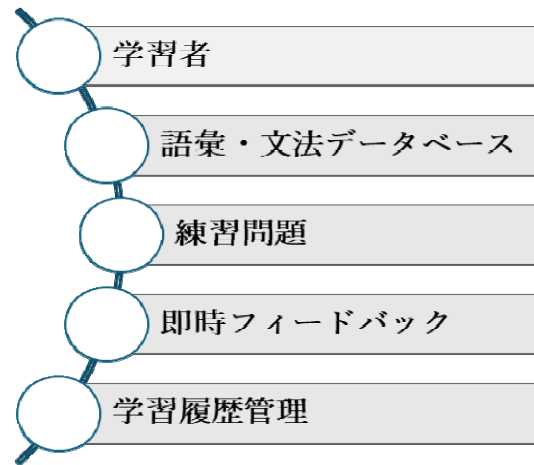 学習者
語彙・文法データベース
練習問題
即時フィードバック
学習履歴管理